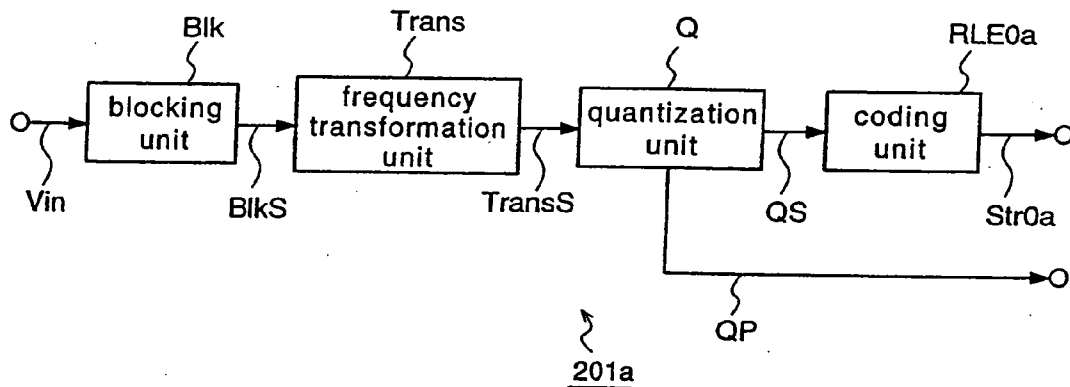 Blk
Trans
Q
RLE0a
blocking
unit
frequency
transformation
unit
quantization
unit
coding
unit
Vin
BlkS
TransS
QS
Str0a
QP
201a